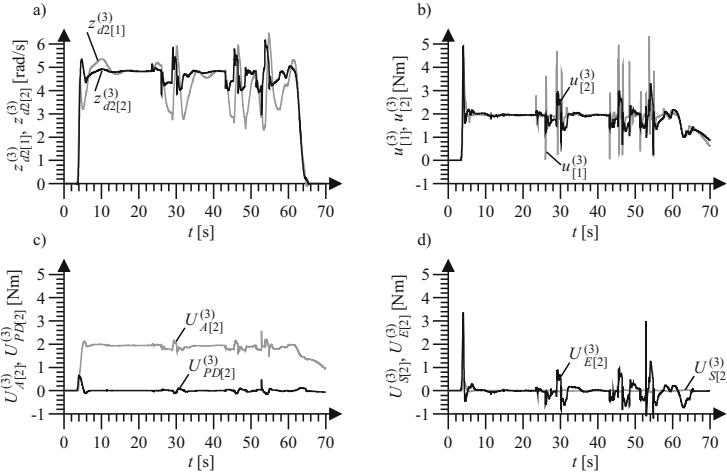 a)
z_{d2[1]}^{(3)}, z_{d2[2]}^{(3)} [rad/s]
6
5
4
3
2
1
0
z_{d2[1]}^{(3)}
z_{d2[2]}^{(3)}
0 10 20 30 40 50 60 70
t [s]
b)
u_{[1]}^{(3)}, u_{[2]}^{(3)} [Nm]
5
4
3
2
1
0
-1
u_{[2]}^{(3)}
u_{[1]}^{(3)}
0 10 20 30 40 50 60 70
t [s]
c)
U_{A[2]}^{(3)}, U_{PD[2]}^{(3)} [Nm]
5
4
3
2
1
0
-1
U_{A[2]}^{(3)}
U_{PD[2]}^{(3)}
0 10 20 30 40 50 60 70
t [s]
d)
U_{S[2]}^{(3)}, U_{E[2]}^{(3)} [Nm]
5
4
3
2
1
0
-1
U_{E[2]}^{(3)}
U_{S[2]}^{(3)}
0 10 20 30 40 50 60 70
t [s]